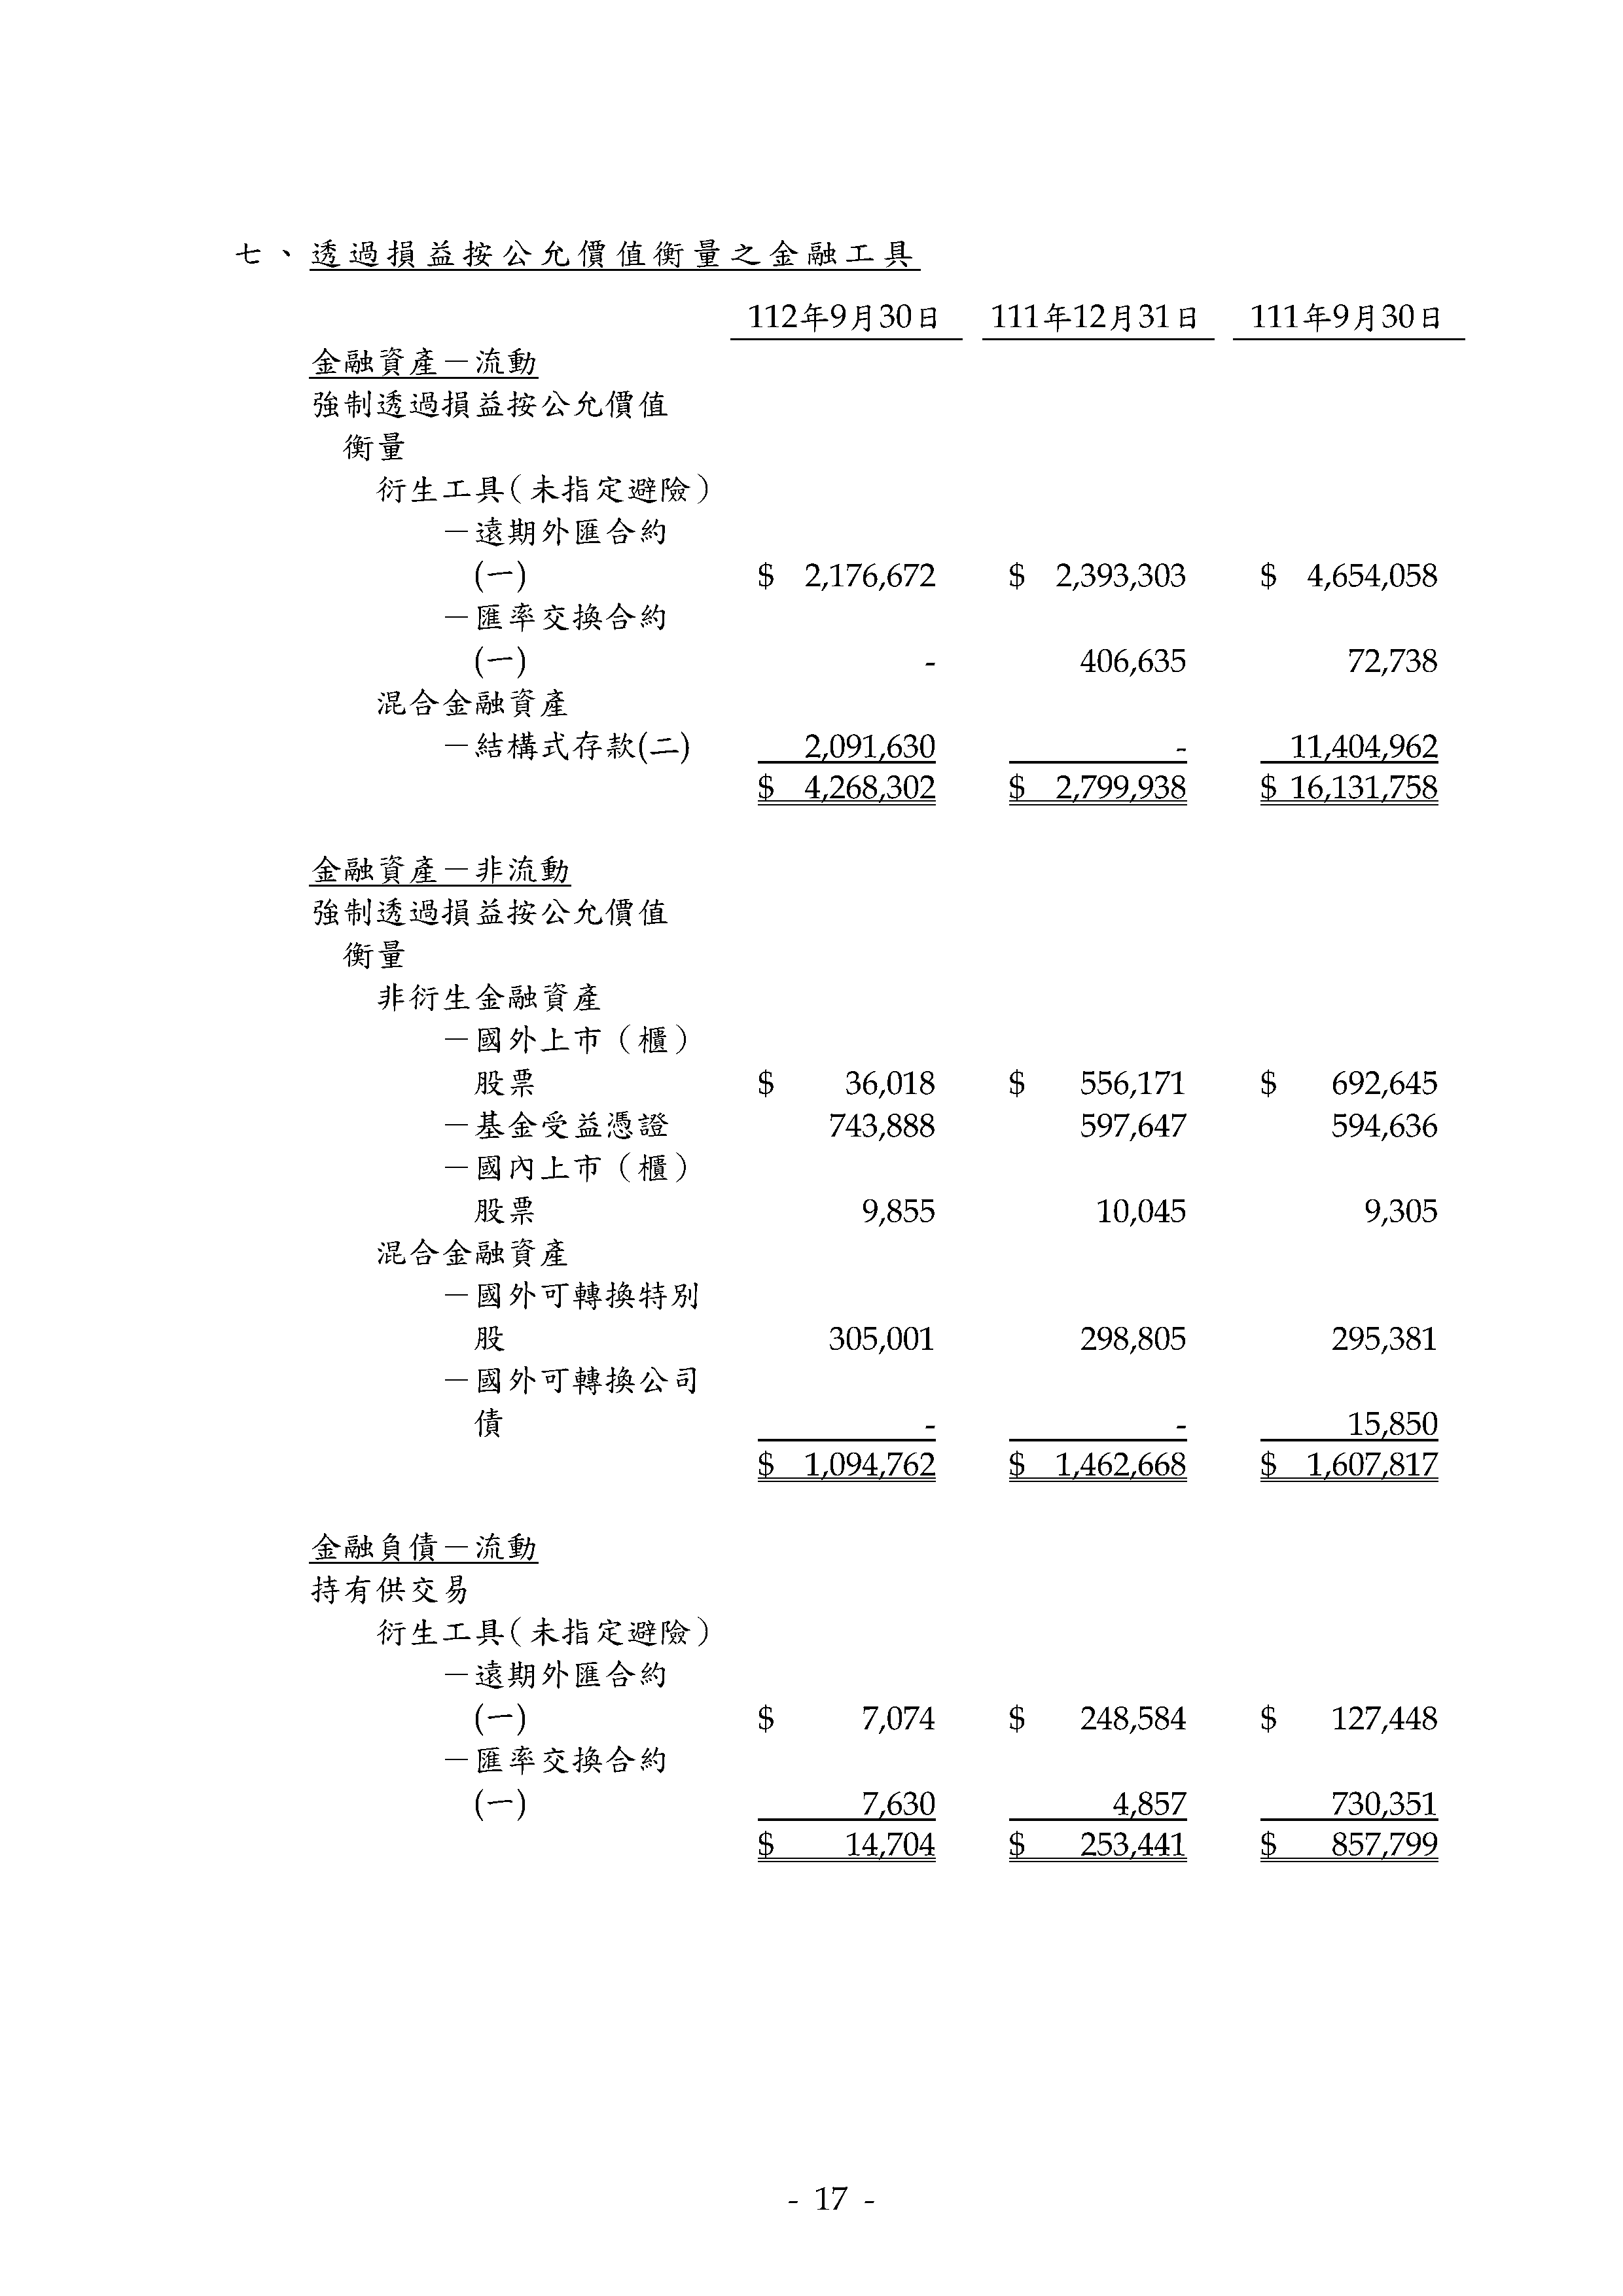 七、透過損益按公允價值衡量之金融工具
112年9月30日 111年12月31日 111年9月30日
金融資產－流動
強制透過損益按公允價值
衡量
衍生工具（未指定避險）
－遠期外匯合約
(一) $ 2,176,672 $ 2,393,303 $ 4,654,058
－匯率交換合約
(一) - 406,635 72,738
混合金融資產
－結構式存款(二) 2,091,630 - 11,404,962
$ 4,268,302 $ 2,799,938 $ 16,131,758
金融資產－非流動
強制透過損益按公允價值
衡量
非衍生金融資產
－國外上市（櫃）
股票 $ 36,018 $ 556,171 $ 692,645
－基金受益憑證 743,888 597,647 594,636
－國內上市（櫃）
股票 9,855 10,045 9,305
混合金融資產
－國外可轉換特別
股 305,001 298,805 295,381
－國外可轉換公司
債 - - 15,850
$ 1,094,762 $ 1,462,668 $ 1,607,817
金融負債－流動
持有供交易
衍生工具（未指定避險）
－遠期外匯合約
(一) $ 7,074 $ 248,584 $ 127,448
－匯率交換合約
(一) 7,630 4,857 730,351
$ 14,704 $ 253,441 $ 857,799
- 17 -